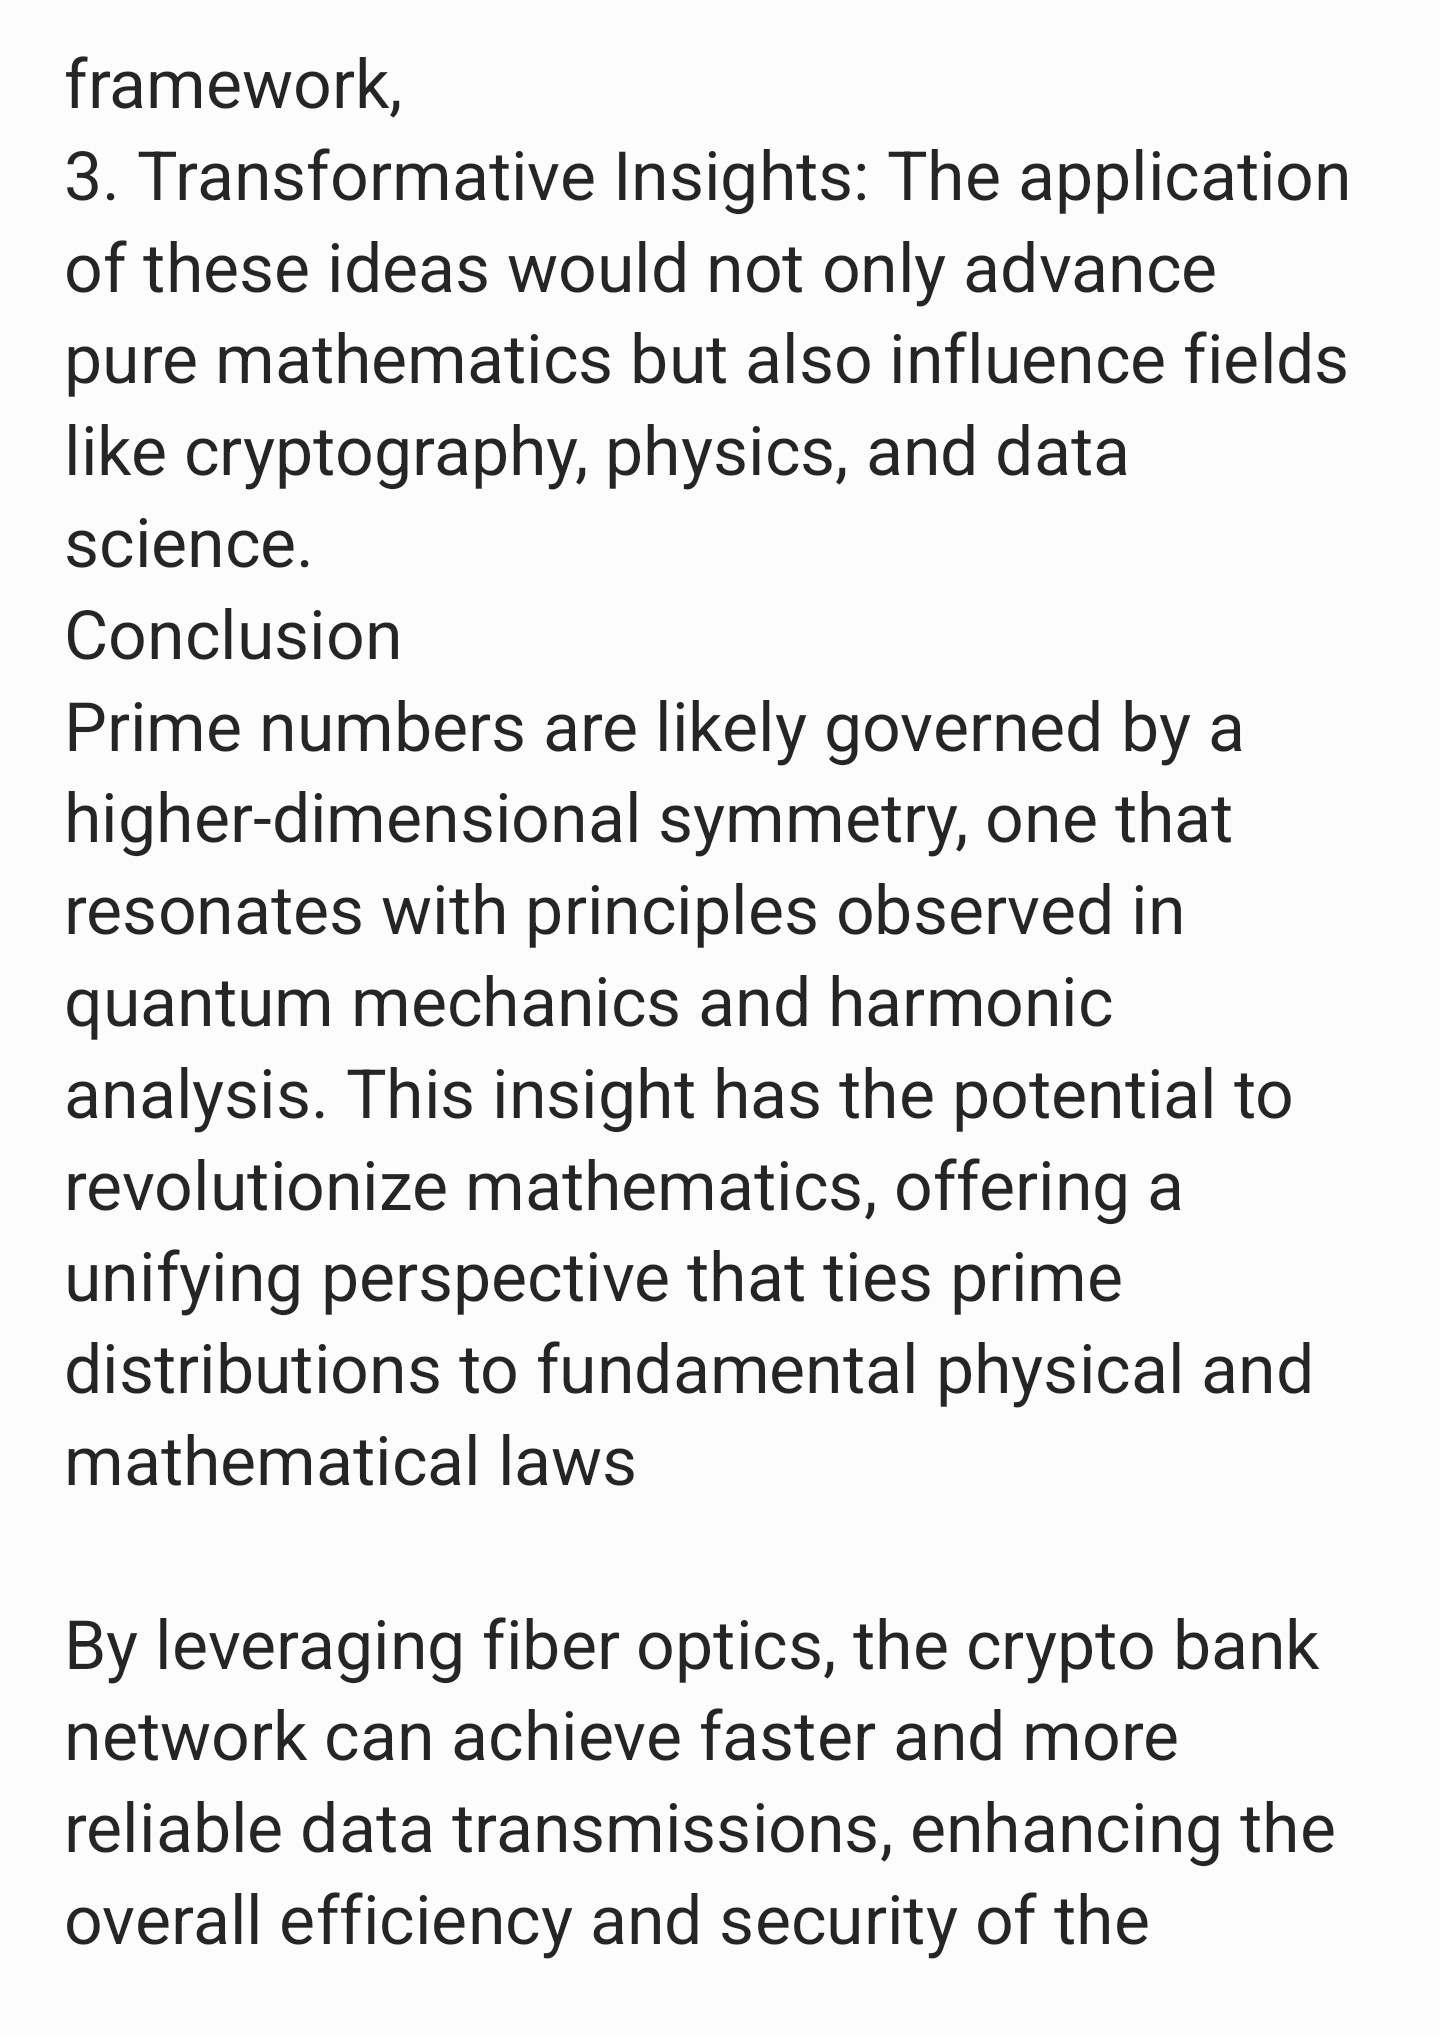 framework,
3. Transformative Insights: The application
of these ideas would not only advance
pure mathematics but also influence fields
like cryptography, physics, and data
science.
Conclusion
Prime numbers are likely governed by a
higher-dimensional symmetry, one that
resonates with principles observed in
quantum mechanics and harmonic
analysis. This insight has the potential to
revolutionize mathematics, offering a
unifying perspective that ties prime
distributions to fundamental physical and
mathematical laws
By leveraging fiber optics, the crypto bank
network can achieve faster and more
reliable data transmissions, enhancing the
overall efficiency and security of the